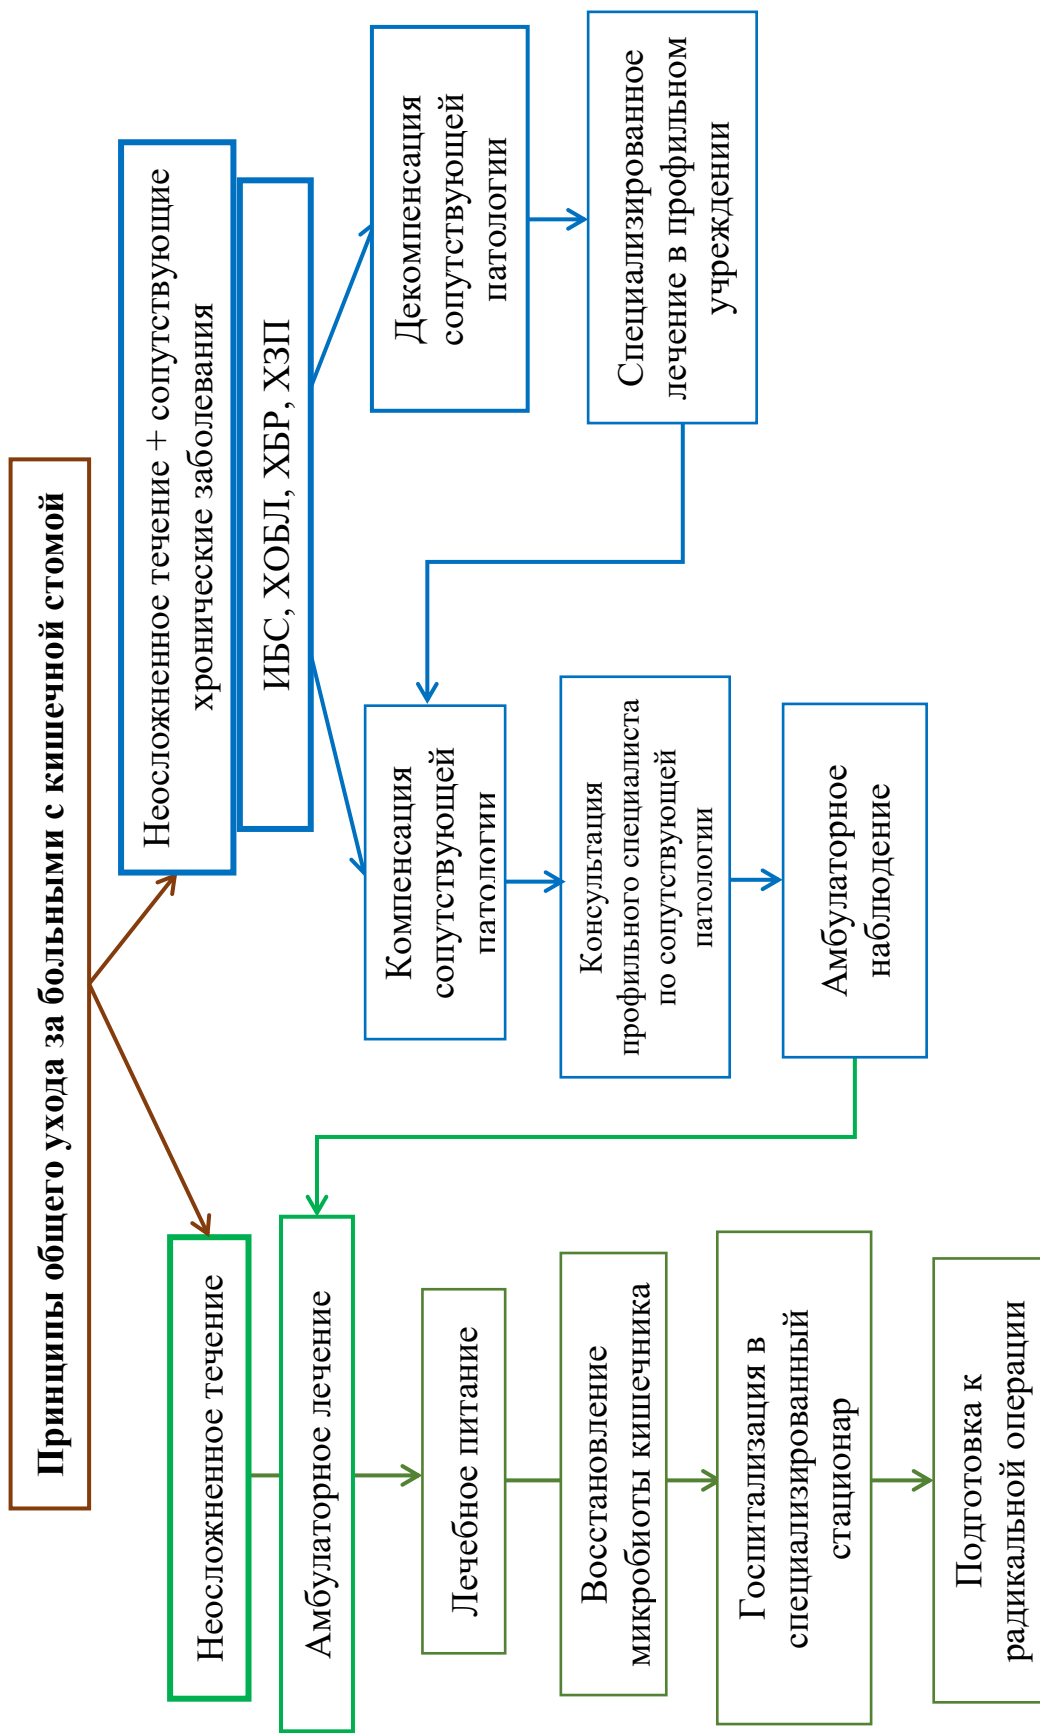 Принципы общего ухода за больными с кишечной стомой
Неосложненное течение
Амбулаторное лечение
Лечебное питание
Восстановление
микробиоты кишечника
Госпитализация в
специализированный
стационар
Подготовка к
радикальной операции
Неосложненное течение + сопутствующие
хронические заболевания
ИБС, ХОБЛ, ХБР, ХЗП
Компенсация
сопутствующей
патологии
Консультация
профильного специалиста
по сопутствующей
патологии
Амбулаторное
наблюдение
Декомпенсация
сопутствующей
патологии
Специализированное
лечение в профильном
учреждении